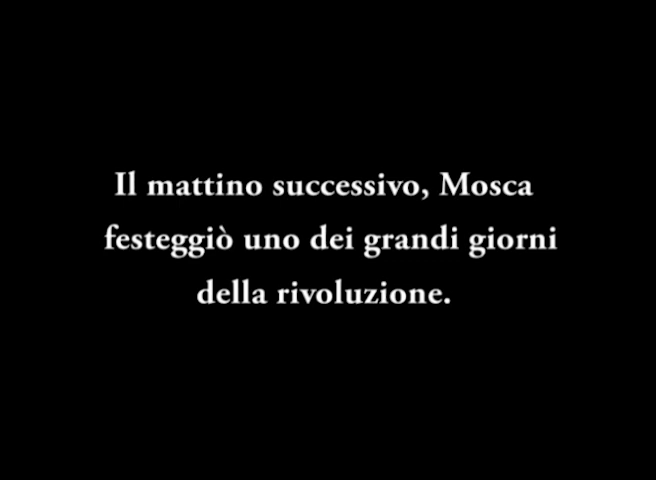 Il mattino successivo, Mosca
festeggiò uno dei grandi giorni
della rivoluzione.